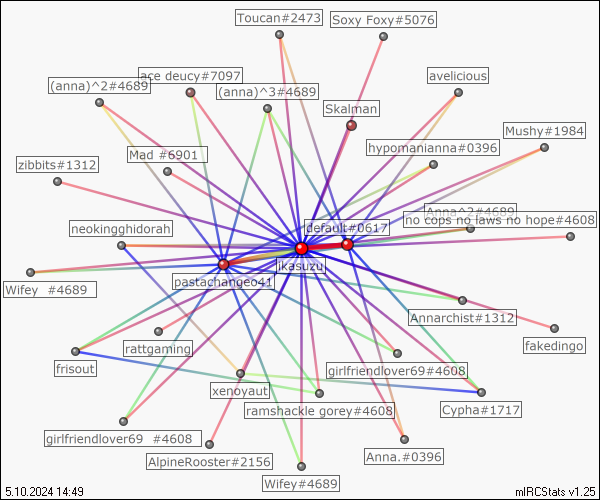 Toucan#2473
Soxy Foxy#5076
ace deucy#7097
avelicious
(anna)^2#4689
(anna)^3#4689
Skalman
Mushy#1984
hypomanianna#0396
Mad #6901
zibbits#1312
Anna^2#4689
no cops no laws no hope#4608
neokingghidorah
default#0617
jkasuzu
pastachangeo41
Wifey #4689
Annarchist#1312
rattgaming
fakedingo
frisout
girlfriendlover69#4608
xenoyaut
ramshackle gorey#4608
Cypha#1717
girlfriendlover69 #4608
AlpineRooster#2156
Anna.#0396
Wifey#4689
5.10.2024 14:49
mIRCStats v1.25